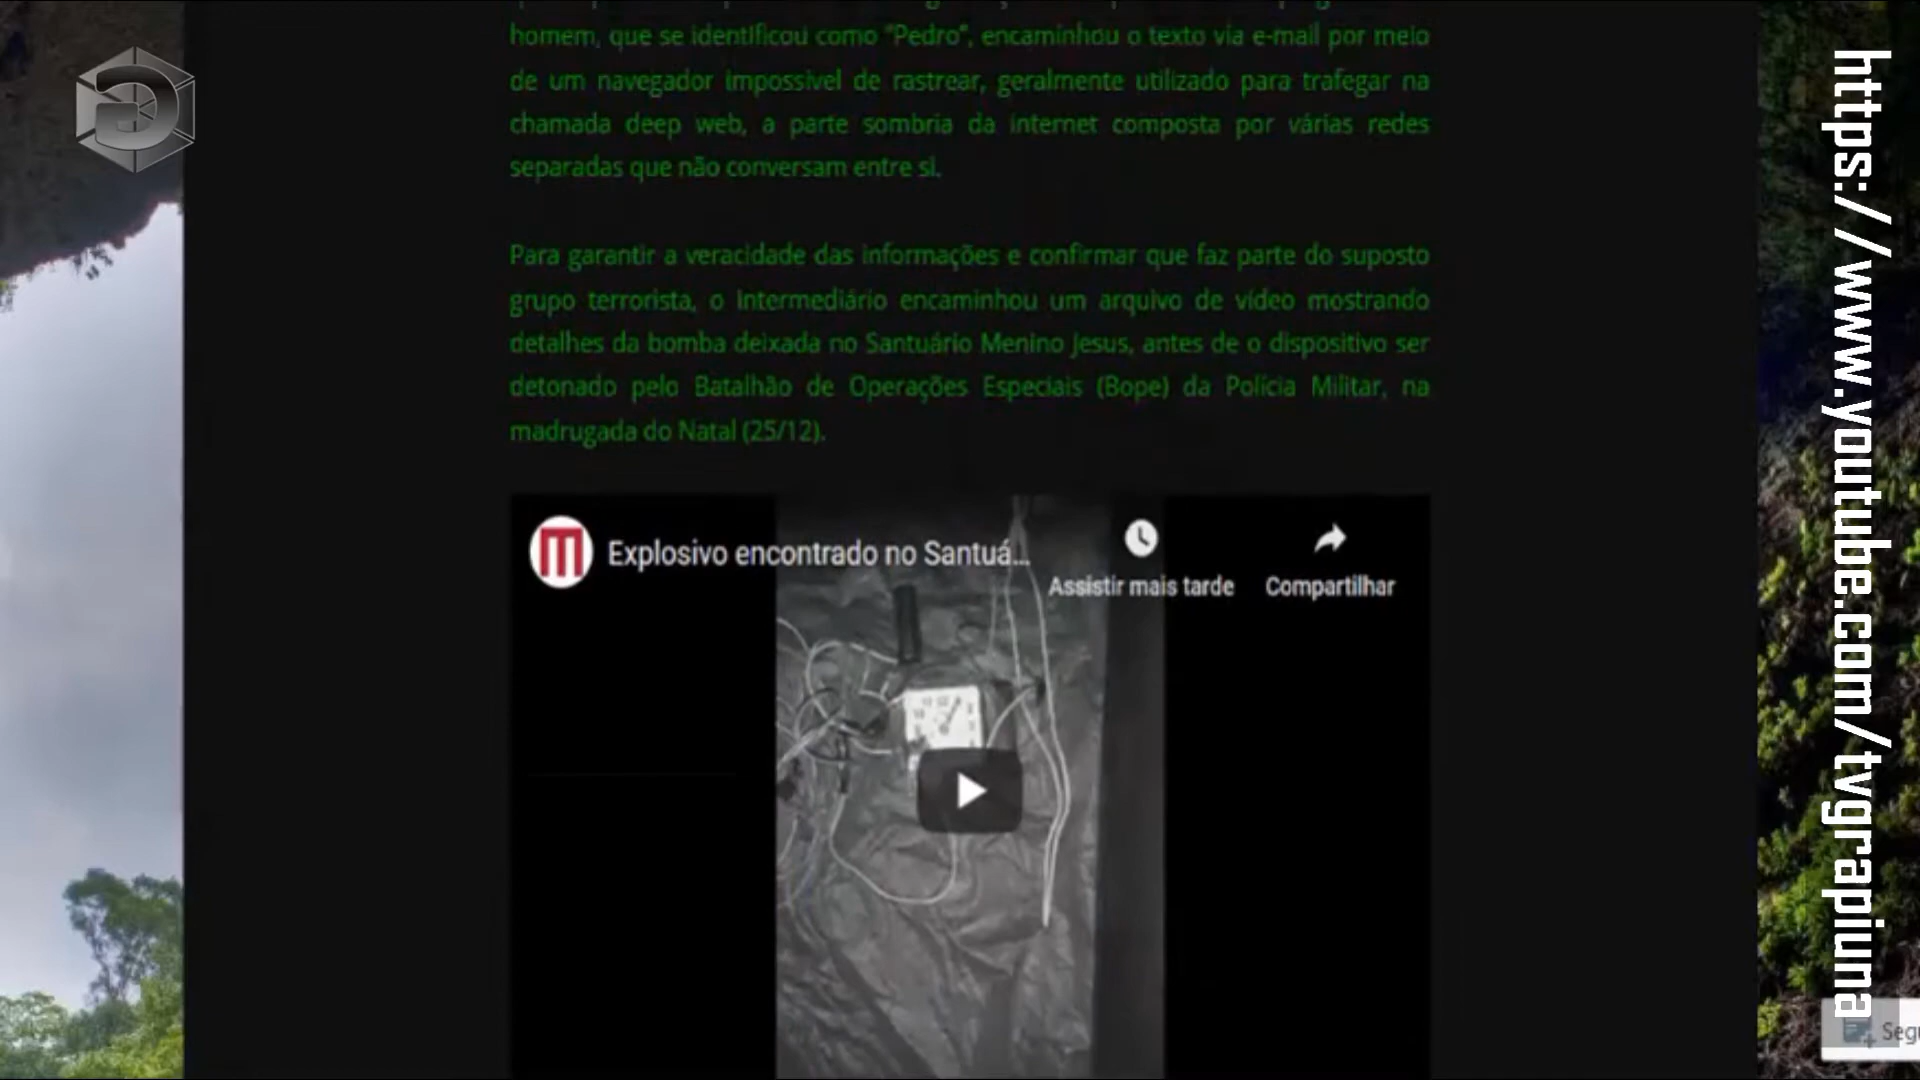 homem, que se identificou como "Pedro", encaminhou o texto via e-mail por meio
de um navegador impossível de rastrear, geralmente utilizado para trafegar na
chamada deep web, a parte sombria da internet composta por várias redes
separadas que não conversam entre si.
Para garantir a veracidade das informações e confirmar que faz parte do suposto
grupo terrorista, o intermediário encaminhou um arquivo de vídeo mostrando
detalhes da bomba deixada no Santuário Menino Jesus, antes de o dispositivo ser
detonado pelo Batalhão de Operações Especiais (Bope) da Polícia Militar, na
madrugada do Natal (25/12).
Explosivo encontrado no Santuá...
Assistir mais tarde
Compartilhar
https://www.youtube.com/tvgrapiuna